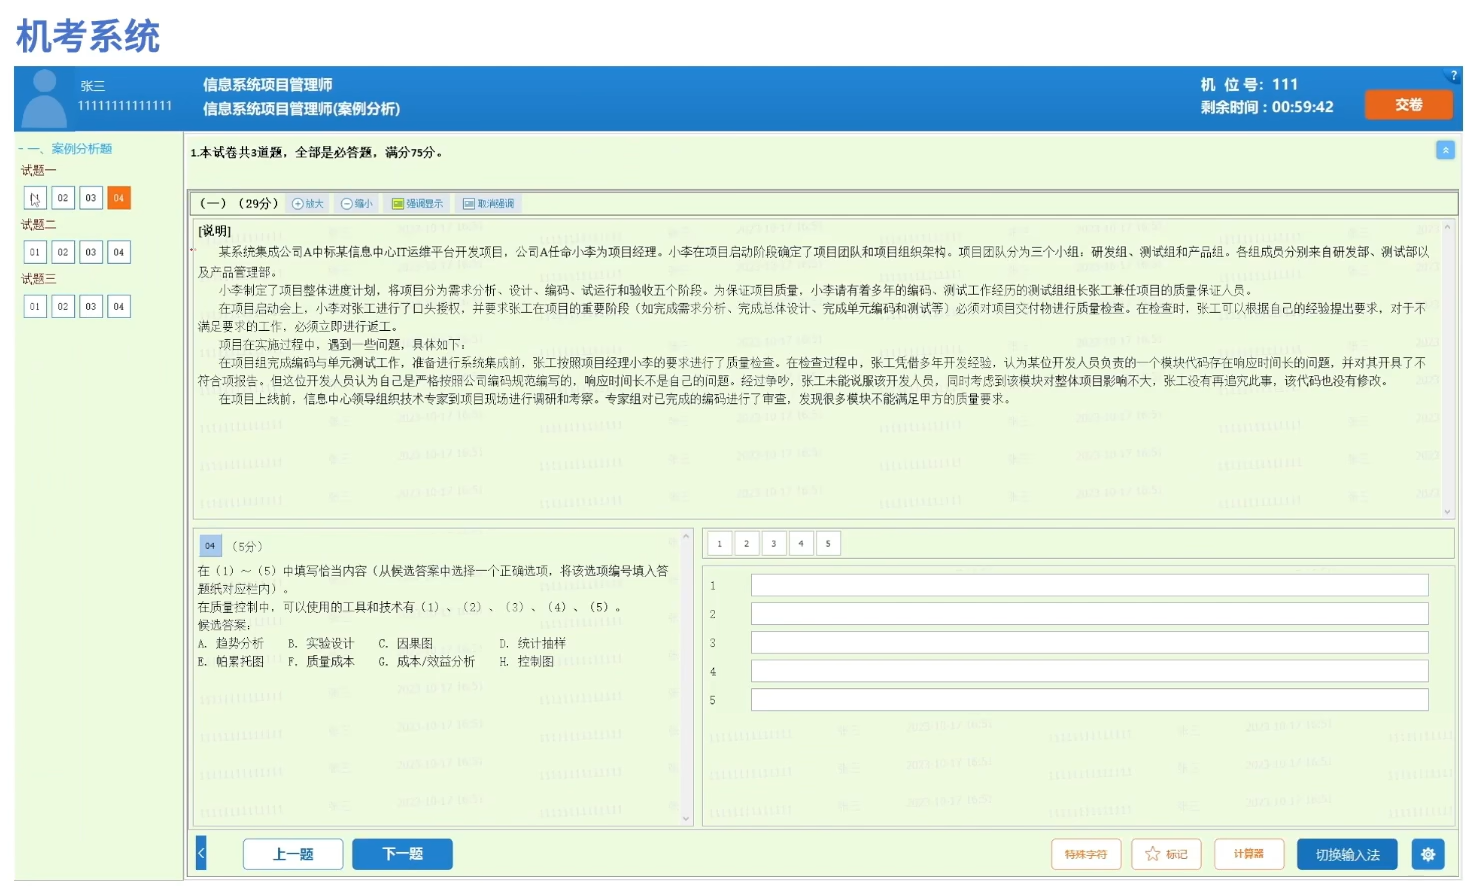 机考系统
张三
11111111111111
信息系统项目管理师
信息系统项目管理师(案例分析)
机 位 号: 111
剩余时间：00:59:42
交卷
?
- 一、案例分析题
试题一
02 03 04
试题二
01 02 03 04
试题三
01 02 03 04
1.本试卷共3道题，全部是必答题，满分75分。
(一) (29分) 放大 缩小 强调显示 取消强调
[说明]
某系统集成公司A中标某信息中心IT运维平台开发项目，公司A任命小李为项目经理。小李在项目启动阶段确定了项目团队和项目组织架构。项目团队分为三个小组：研发组、测试组和产品组。各组成员分别来自研发部、测试部以
及产品管理部。
小李制定了项目整体进度计划，将项目分为需求分析、设计、编码、试运行和验收五个阶段。为保证项目质量，小李请有着多年的编码、测试工作经历的测试组组长张工兼任项目的质量保证人员。
在项目启动会上，小李对张工进行了口头授权，并要求张工在项目的重要阶段（如完成需求分析、完成总体设计、完成单元编码和测试等）必须对项目交付物进行质量检查。在检查时，张工可以根据自己的经验提出要求，对于不
满足要求的工作，必须立即进行返工。
项目在实施过程中，遇到一些问题，具体如下：
在项目组完成编码与单元测试工作，准备进行系统集成前，张工按照项目经理小李的要求进行了质量检查。在检查过程中，张工凭借多年开发经验，认为某位开发人员负责的一个模块代码存在响应时间长的问题，并对其开具了不
符合项报告。但这位开发人员认为自己是严格按照公司编码规范编写的，响应时间长不是自己的问题。经过争吵，张工未能说服该开发人员，同时考虑到该模块对整体项目影响不大，张工没有再追究此事，该代码也没有修改。
在项目上线前，信息中心领导组织技术专家到项目现场进行调研和考察。专家组对已完成的编码进行了审查，发现很多模块不能满足甲方的质量要求。
04 （5分）
在（1）～（5）中填写恰当内容（从候选答案中选择一个正确选项，将该选项编号填入答
题纸对应栏内）。
在质量控制中，可以使用的工具和技术有（1）、（2）、（3）、（4）、（5）。
候选答案：
A. 趋势分析 B. 实验设计 C. 因果图 D. 统计抽样
E. 帕累托图 F. 质量成本 G. 成本/效益分析 H. 控制图
1 2 3 4 5
1
2
3
4
5
上一题 下一题 特殊字符 标记 计算器 切换输入法